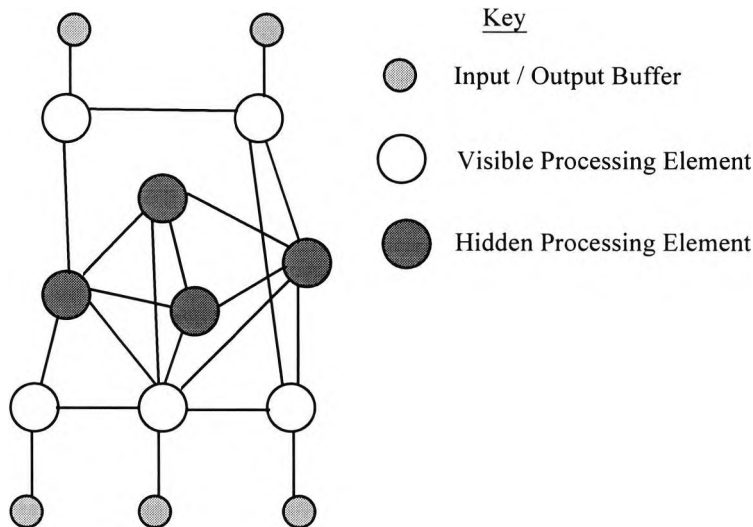 Key
Input / Output Buffer
Visible Processing Element
Hidden Processing Element